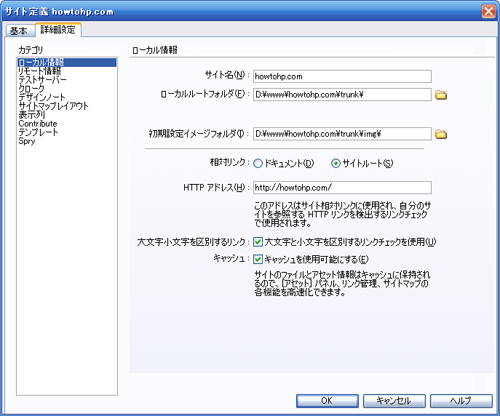 サイト定義 howtohp.com
基本 詳細設定
カテゴリ
ローカル情報
リモート情報
テストサーバー
クローク
デザインノート
サイトマップレイアウト
表示列
Contribute
テンプレート
Spry
ローカル情報
サイト名(N): howtohp.com
ローカルルートフォルダ(F): D:¥www¥howtohp.com¥trunk¥
初期設定イメージフォルダ(I): D:¥www¥howtohp.com¥trunk¥img¥
相対リンク: ドキュメント(D) サイトルート(S)
HTTP アドレス(H): http://howtohp.com/
このアドレスはサイト相対リンクに使用され、自分のサ
イトを参照する HTTP リンクを検出するリンクチェック
で使用されます。
大文字小文字を区別するリンク: 大文字と小文字を区別するリンクチェックを使用(U)
キャッシュ: キャッシュを使用可能にする(E)
サイトのファイルとアセット情報はキャッシュに保持され
るので、[アセット] パネル、リンク管理、サイトマップの
各機能を高速化できます。
OK キャンセル ヘルプ